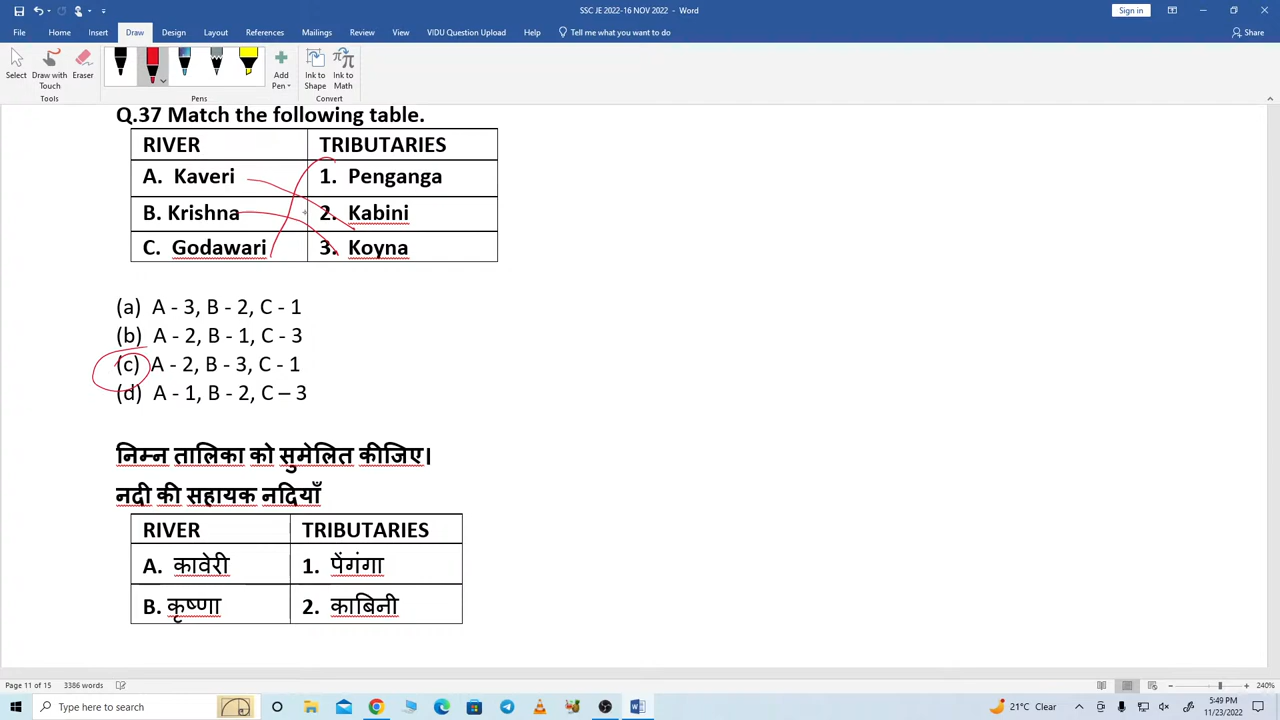 SSC JE 2022-16 NOV 2022 - Word
Sign in
File Home Insert Draw Design Layout References Mailings Review View VIDU Question Upload Help Tell me what you want to do Share
Select Draw with Touch Eraser Add Pen Ink to Shape Ink to Math
Tools Pens Convert
Q.37 Match the following table.
RIVER TRIBUTARIES
A. Kaveri 1. Penganga
B. Krishna 2. Kabini
C. Godawari 3. Koyna
(a) A - 3, B - 2, C - 1
(b) A - 2, B - 1, C - 3
(c) A - 2, B - 3, C - 1
(d) A - 1, B - 2, C – 3
निम्न तालिका को सुमेलित कीजिए।
नदी की सहायक नदियाँ
RIVER TRIBUTARIES
A. कावेरी 1. पेंगंगा
B. कृष्णा 2. काबिनी
Page 11 of 15 3386 words 240%
Type here to search 21°C Clear 5:49 PM
11/23/2022